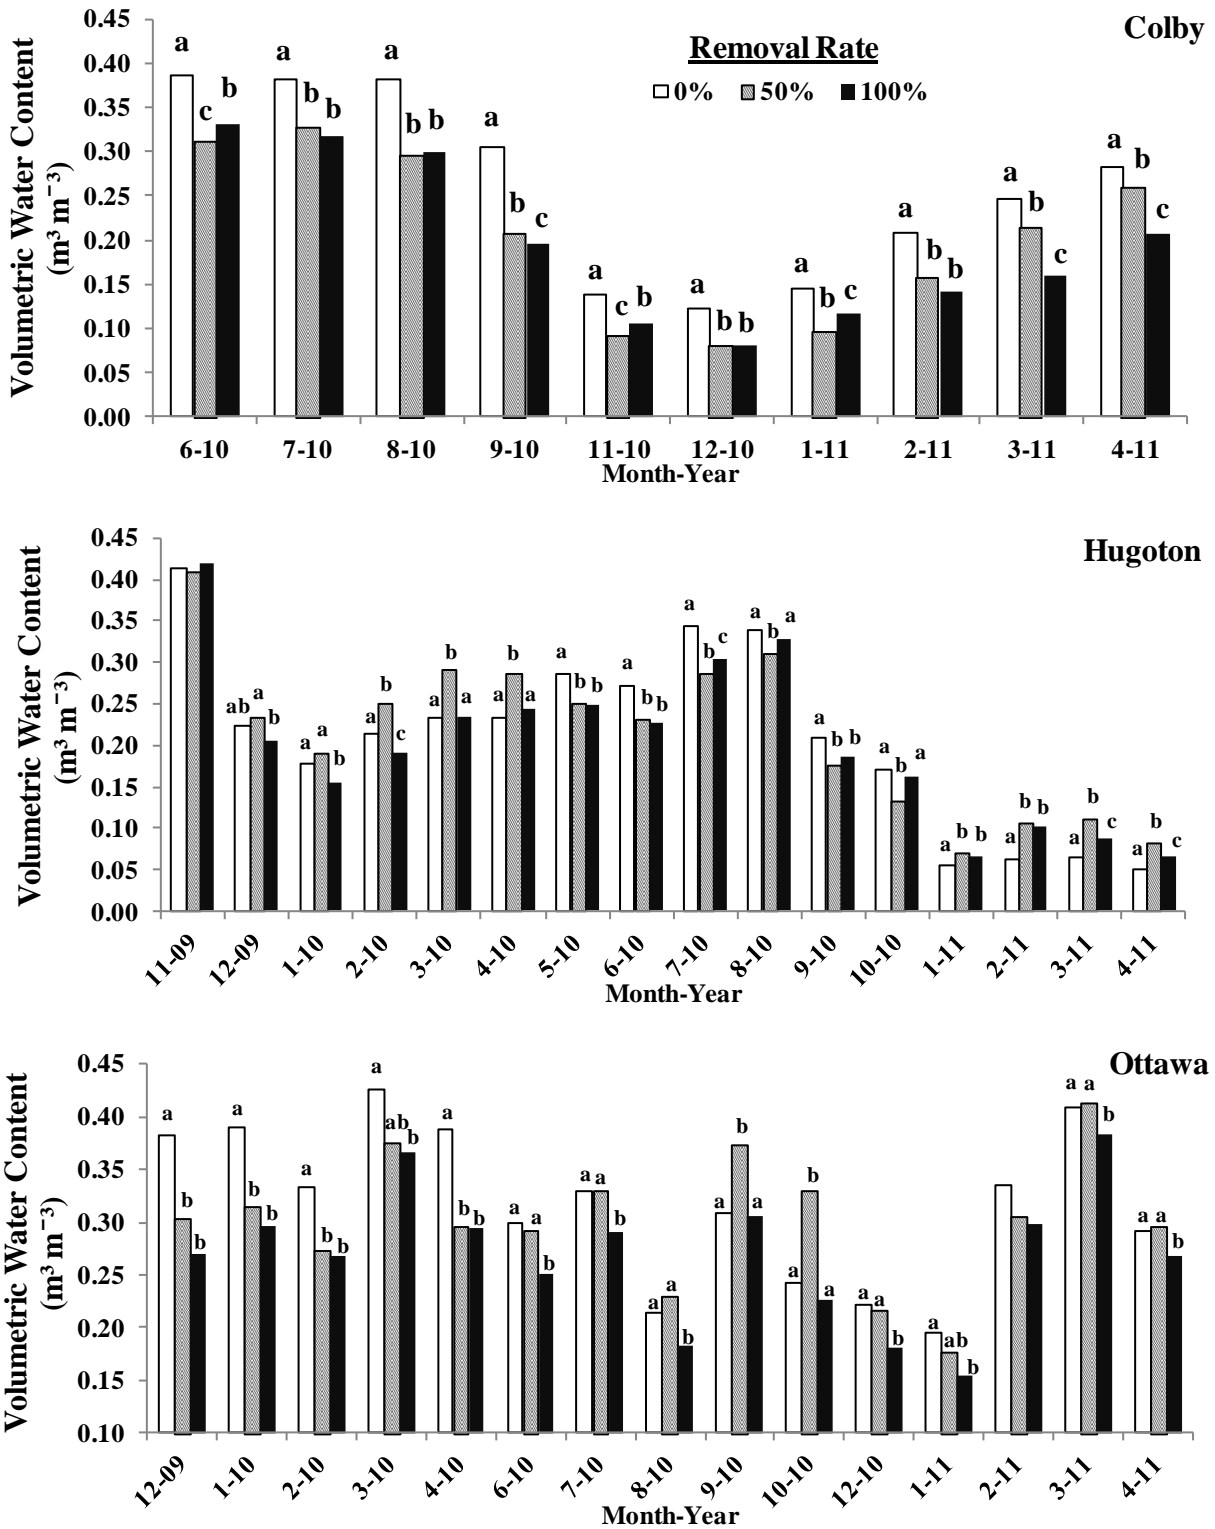 Colby
Removal Rate
0% 50% 100%
Volumetric Water Content
(m³ m⁻³)
0.45
0.40
0.35
0.30
0.25
0.20
0.15
0.10
0.05
0.00
a c b a b b a b b a b c a c b a b b a b c a b b a b c a b c
6-10 7-10 8-10 9-10 11-10 12-10 1-11 2-11 3-11 4-11
Month-Year
Hugoton
Volumetric Water Content
(m³ m⁻³)
0.45
0.40
0.35
0.30
0.25
0.20
0.15
0.10
0.05
0.00
ab a b a a b a b c a b a a b a a b b a b b a b c a b a a b b a b a a b b a b b a b c a b c
11-09 12-09 1-10 2-10 3-10 4-10 5-10 6-10 7-10 8-10 9-10 10-10 1-11 2-11 3-11 4-11
Month-Year
Ottawa
Volumetric Water Content
(m³ m⁻³)
0.45
0.40
0.35
0.30
0.25
0.20
0.15
0.10
a b b a b b a b b a ab b a b b a a b a a b a a b a b a a b a a a b a ab b a a b a a b
12-09 1-10 2-10 3-10 4-10 6-10 7-10 8-10 9-10 10-10 12-10 1-11 2-11 3-11 4-11
Month-Year